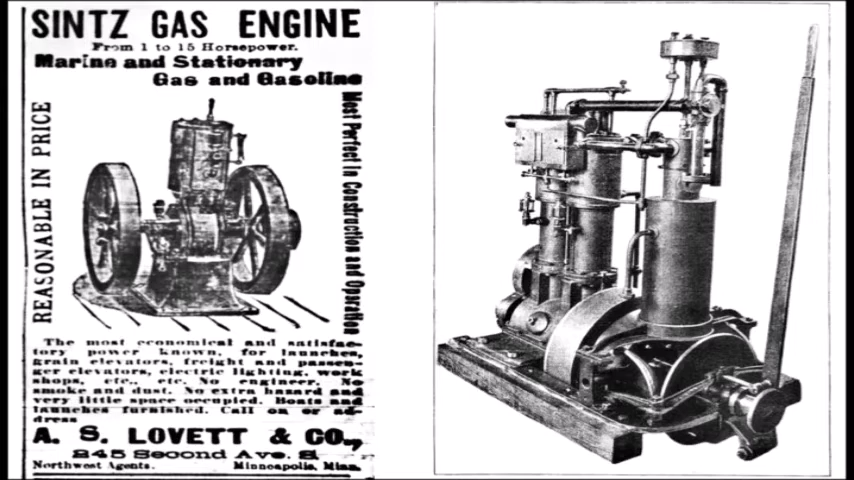 SINTZ GAS ENGINE
From 1 to 15 Horsepower.
Marine and Stationary
Gas and Gasoline
REASONABLE IN PRICE
Most Perfect in Construction and Operation
The most economical and satisfac-
tory power known, for launches,
grain elevators, freight and passen-
ger elevators, electric lighting, work
shops, etc., etc. No engineer. No
smoke and dust. No extra hazard and
very little space occupied. Boats and
launches furnished. Call on or ad-
dress
A. S. LOVETT & CO.,
245 Second Ave. S.
Northwest Agents. Minneapolis, Minn.